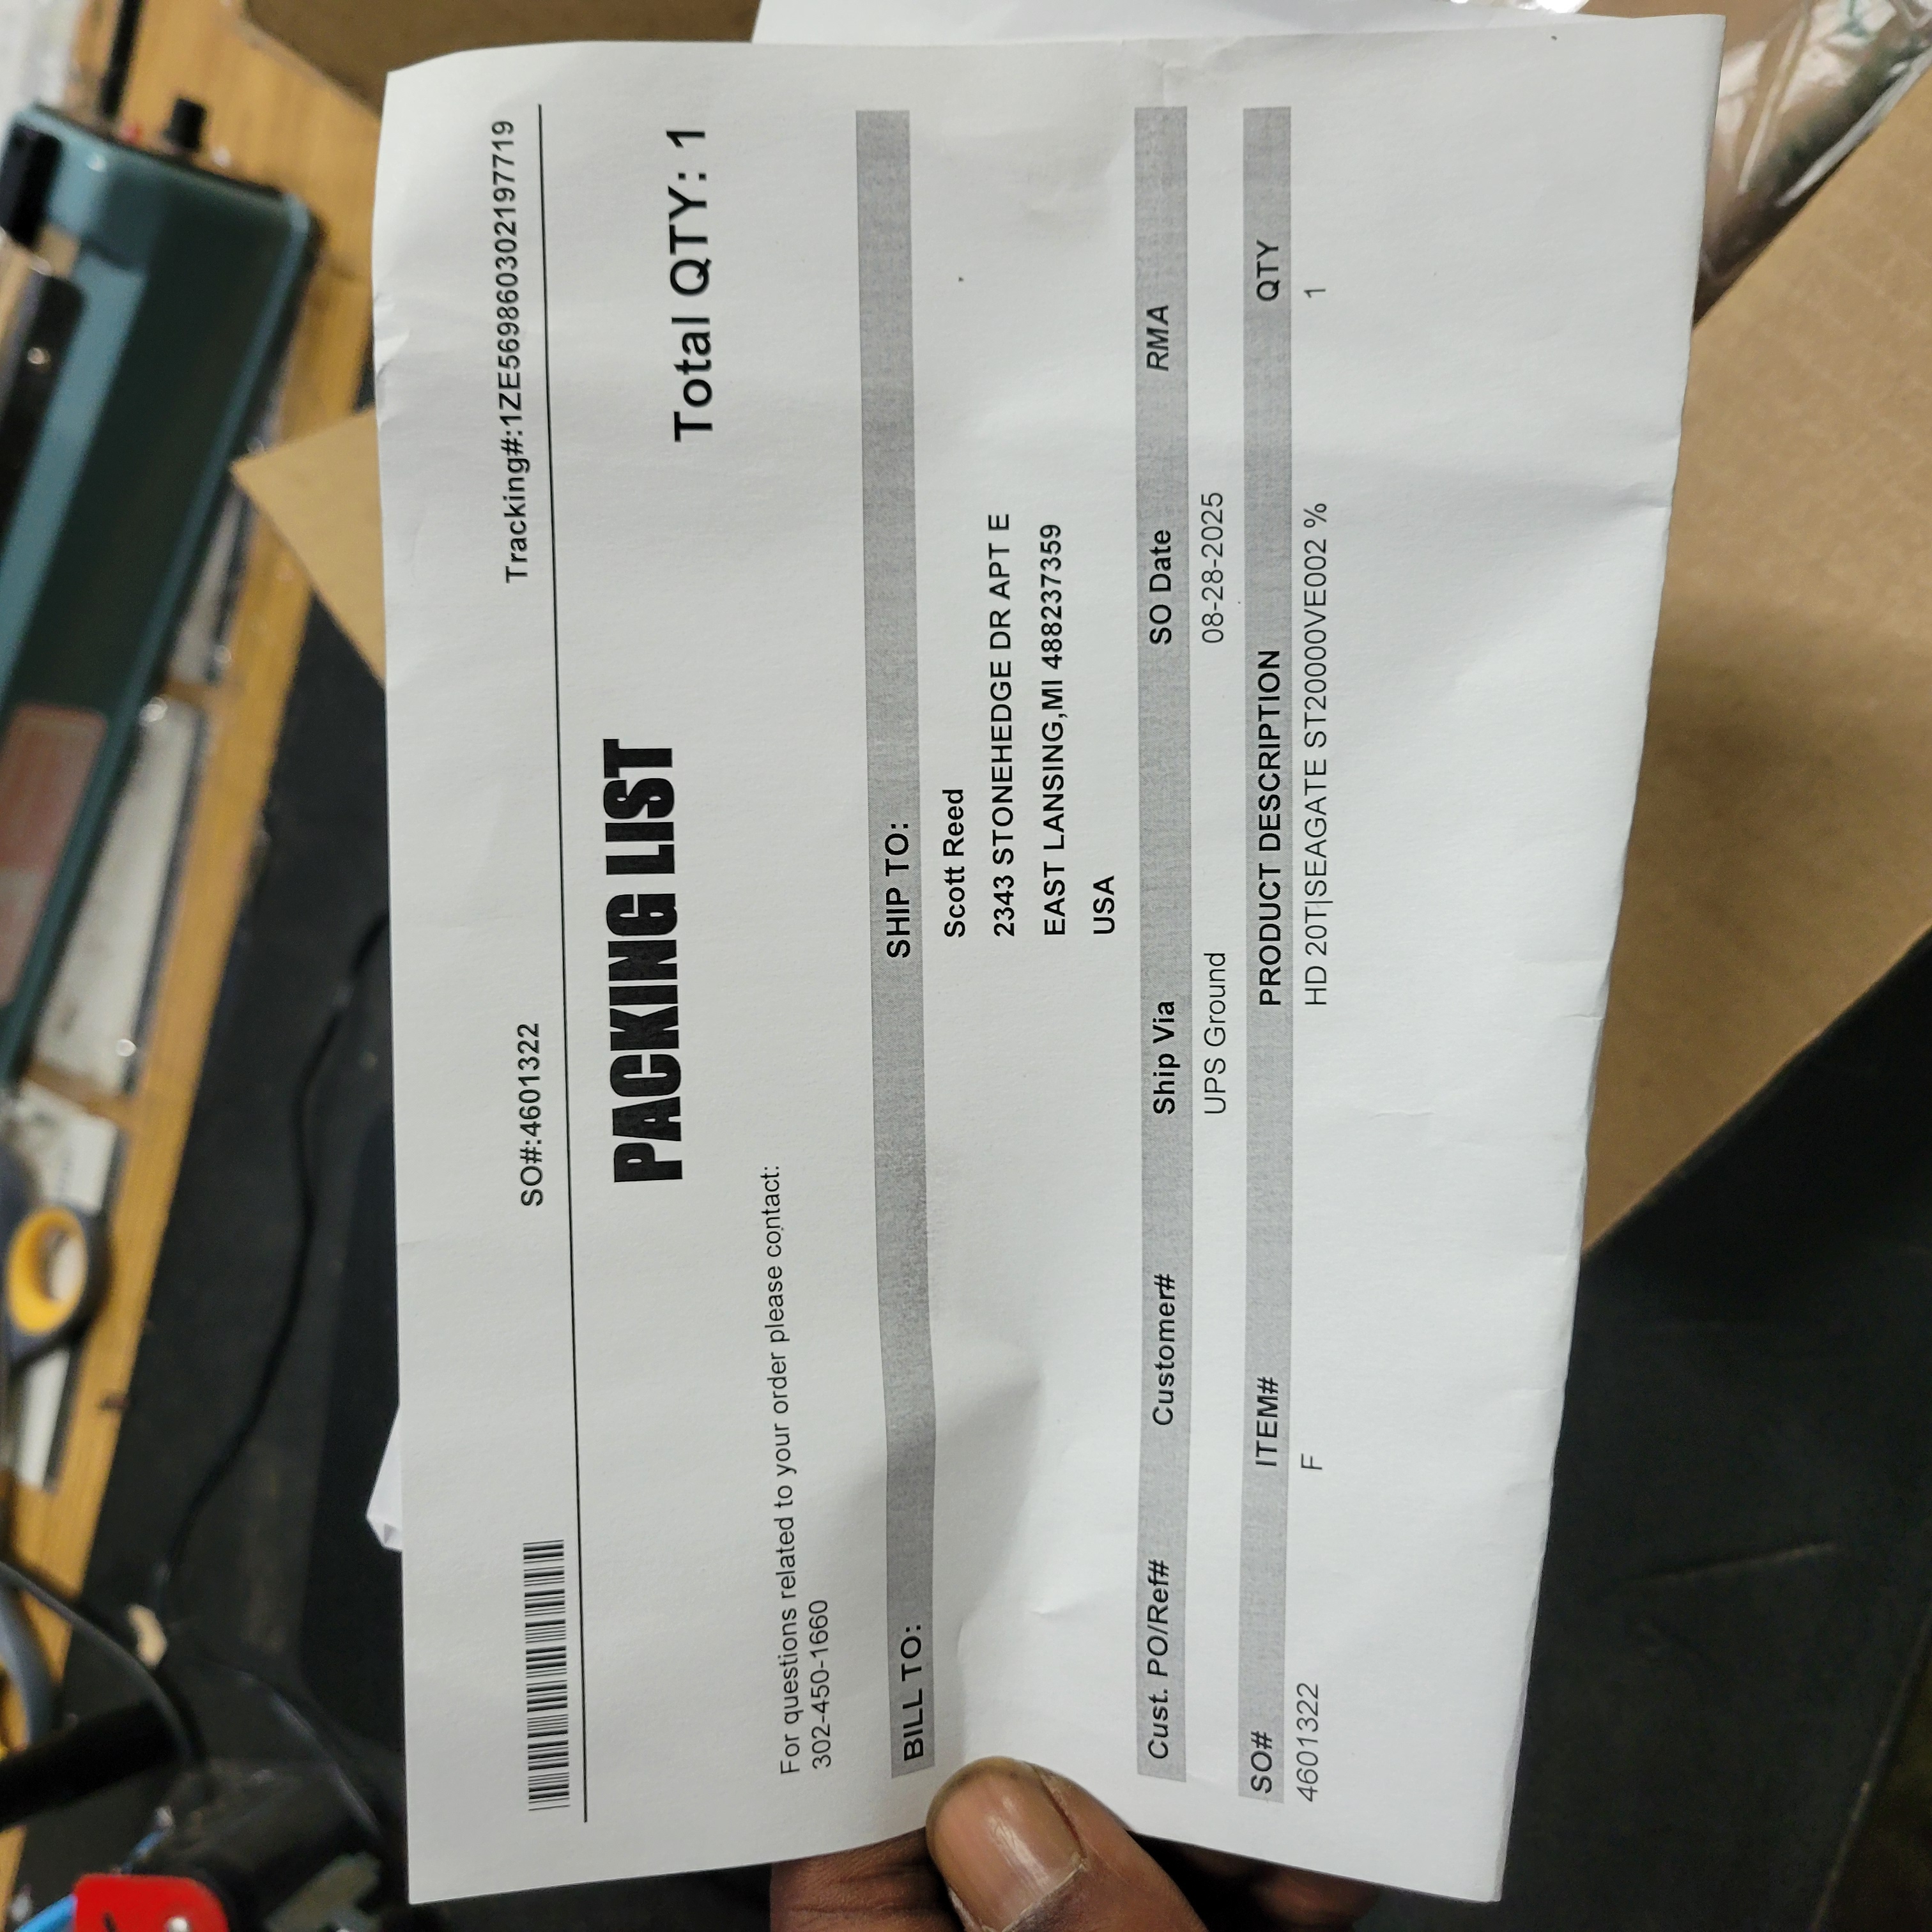 SO#:4601322 Tracking#:1ZE569860302197719
PACKING LIST
Total QTY: 1
For questions related to your order please contact:
302-450-1660
BILL TO: SHIP TO:
Scott Reed
2343 STONEHEDGE DR APT E
EAST LANSING,MI 488237359
USA
Cust. PO/Ref# Customer# Ship Via SO Date RMA
UPS Ground 08-28-2025
SO# ITEM# PRODUCT DESCRIPTION QTY
4601322 F HD 20T|SEAGATE ST20000VE002 % 1